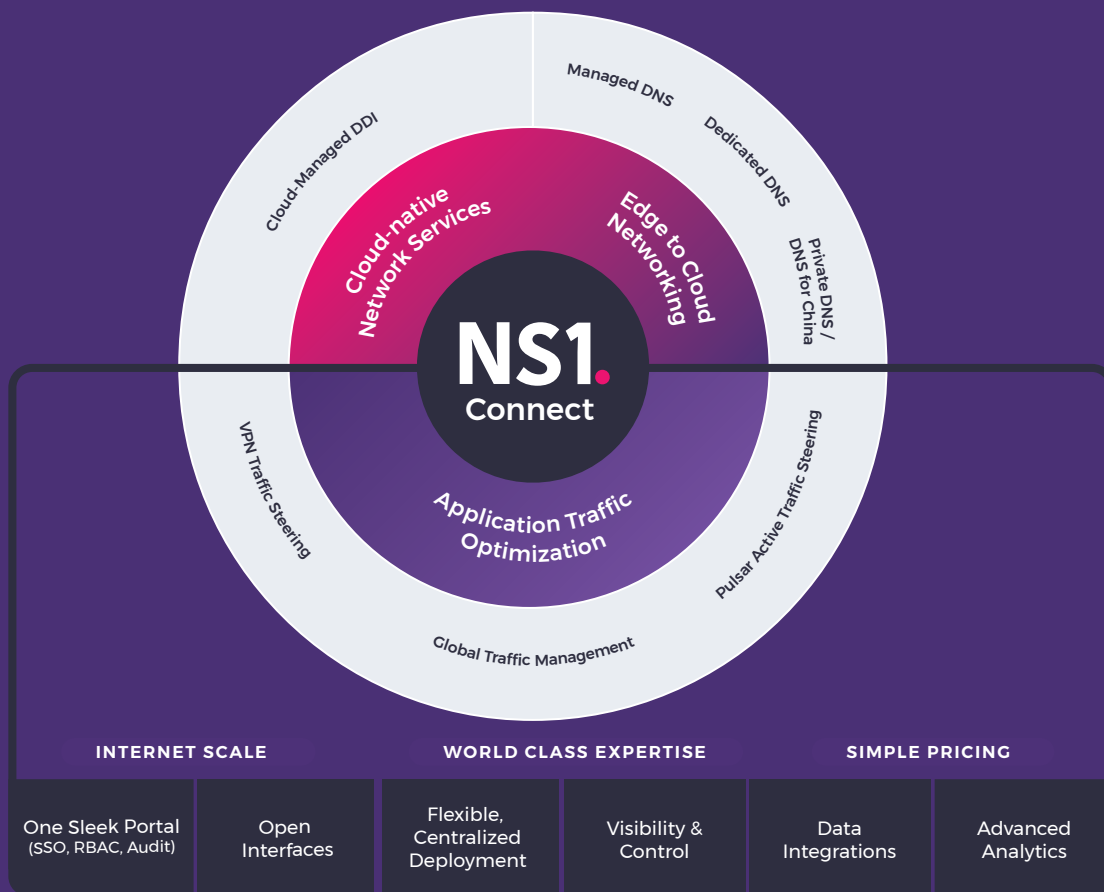 Managed DNS
Cloud-Managed DDI
Dedicated DNS
Private DNS /
DNS for China
Cloud-native
Network Services
Edge to Cloud
Networking
NS1.
Connect
Application Traffic
Optimization
VPN Traffic Steering
Pulsar Active Traffic Steering
Global Traffic Management
INTERNET SCALE
WORLD CLASS EXPERTISE
SIMPLE PRICING
One Sleek Portal
(SSO, RBAC, Audit)
Open
Interfaces
Flexible,
Centralized
Deployment
Visibility &
Control
Data
Integrations
Advanced
Analytics